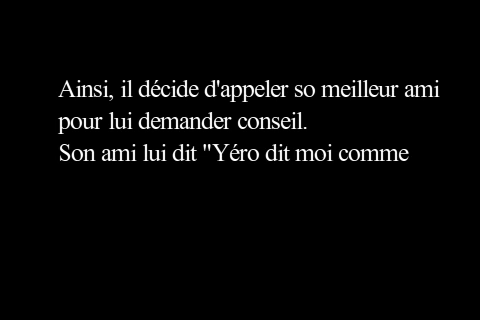 Ainsi, il décide d'appeler so meilleur ami
pour lui demander conseil.
Son ami lui dit "Yéro dit moi comme